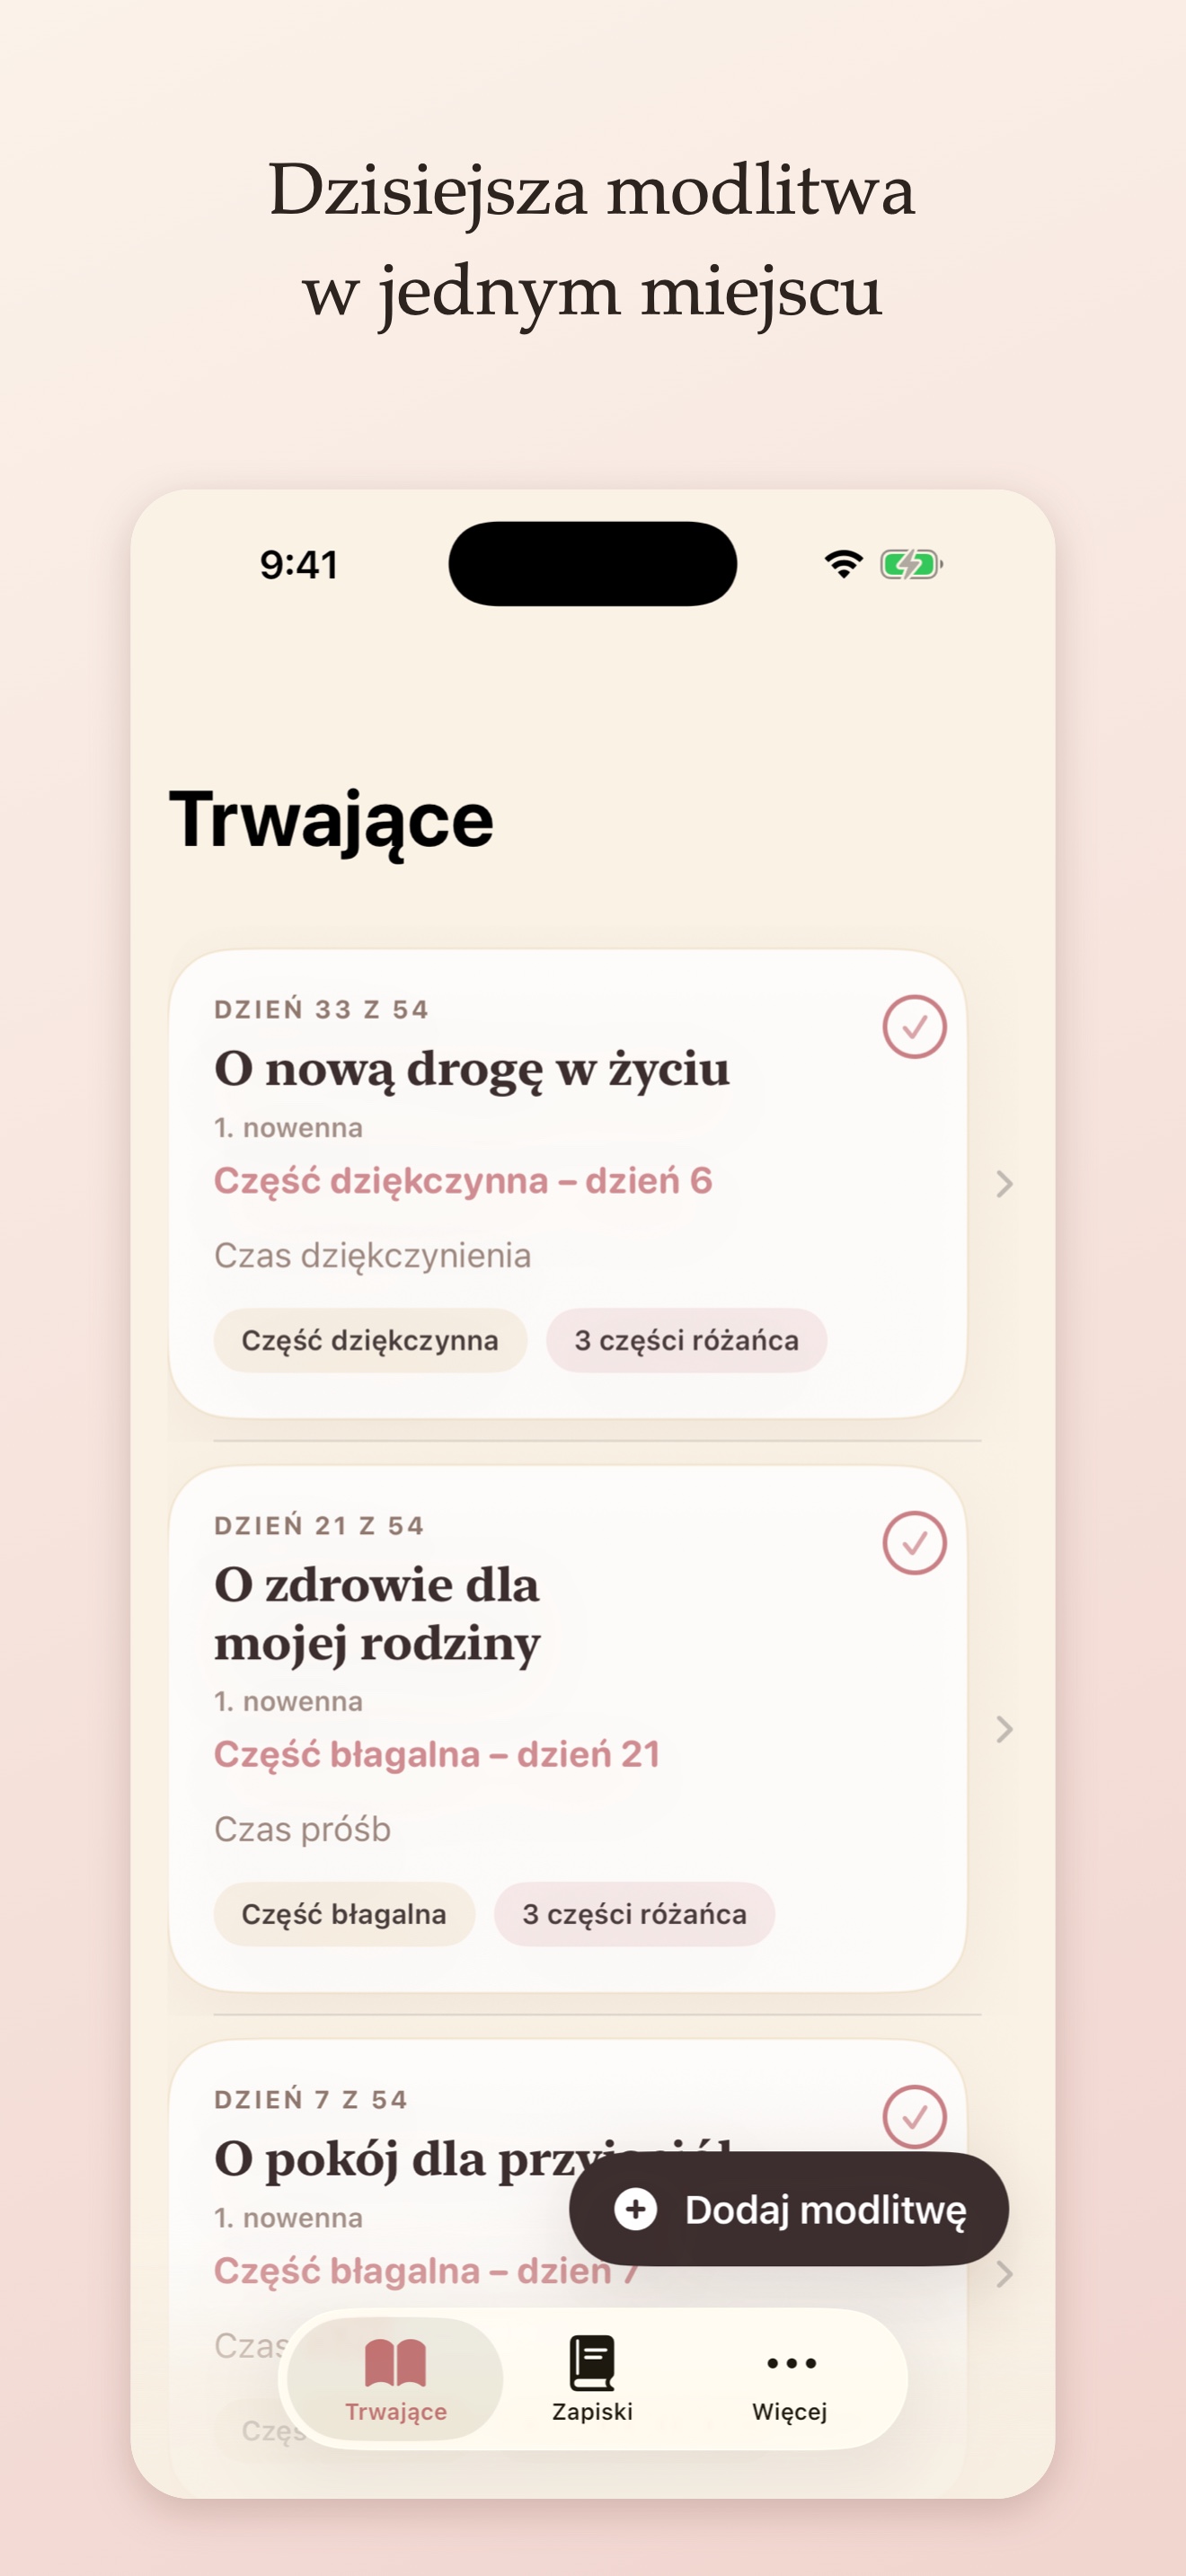 Dzisiejsza modlitwa
w jednym miejscu
9:41
Trwające
DZIEŃ 33 Z 54
O nową drogę w życiu
1. nowenna
Część dziękczynna – dzień 6
Czas dziękczynienia
Część dziękczynna
3 części różańca
DZIEŃ 21 Z 54
O zdrowie dla
mojej rodziny
1. nowenna
Część błagalna – dzień 21
Czas próśb
Część błagalna
3 części różańca
DZIEŃ 7 Z 54
O pokój dla
Dodaj modlitwę
1. nowenna
Część błagalna – dzień 7
Czas
Trwające
Zapiski
Więcej